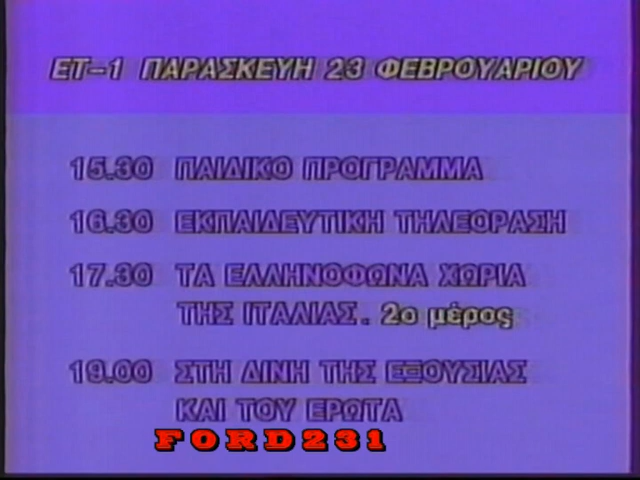 ΕΤ-1 ΠΑΡΑΣΚΕΥΗ 23 ΦΕΒΡΟΥΑΡΙΟΥ
15.30 ΠΑΙΔΙΚΟ ΠΡΟΓΡΑΜΜΑ
16.30 ΕΚΠΑΙΔΕΥΤΙΚΗ ΤΗΛΕΟΡΑΣΗ
17.30 ΤΑ ΕΛΛΗΝΟΦΩΝΑ ΧΩΡΙΑ
ΤΗΣ ΙΤΑΛΙΑΣ. 2ο μέρος
19.00 ΣΤΗ ΔΙΝΗ ΤΗΣ ΕΞΟΥΣΙΑΣ
ΚΑΙ ΤΟΥ ΕΡΩΤΑ
FORD231